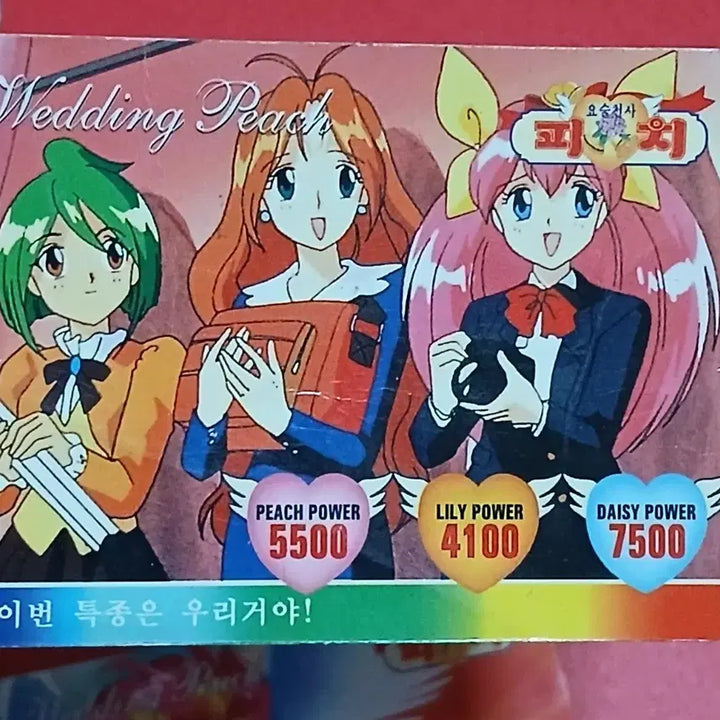 Wedding Peach
요술천사
피치
PEACH POWER
5500
LILY POWER
4100
DAISY POWER
7500
이번 특종은 우리거야!